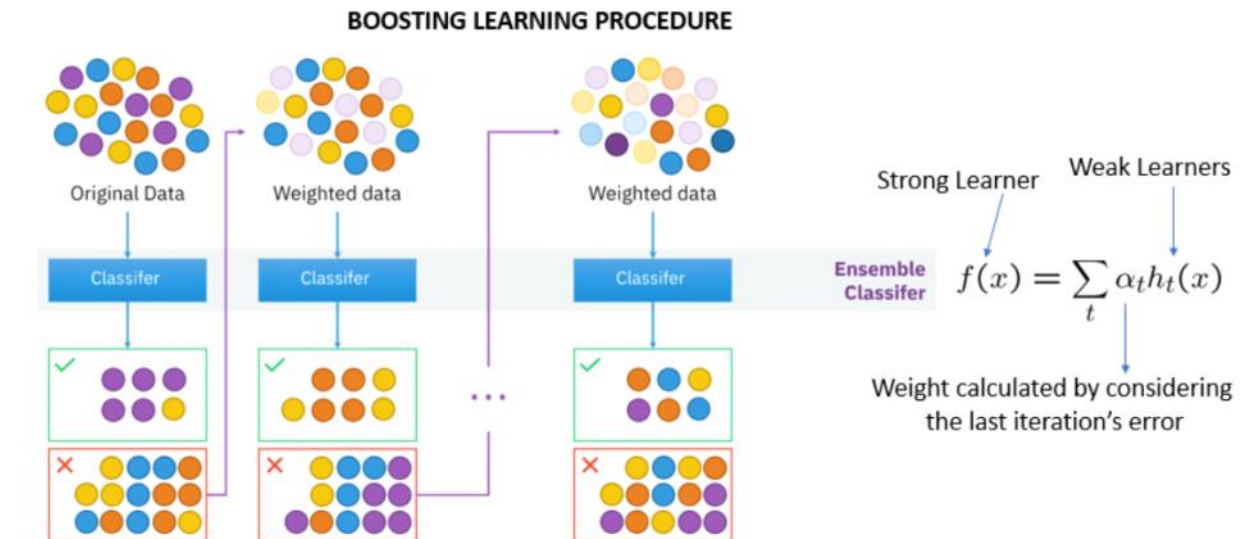 BOOSTING LEARNING PROCEDURE
Original Data
Weighted data
Weighted data
Classifer
Classifer
Classifer
Ensemble
Classifer
Strong Learner
Weak Learners
f(x) = ∑ αₜhₜ(x)
t
...
Weight calculated by considering
the last iteration's error